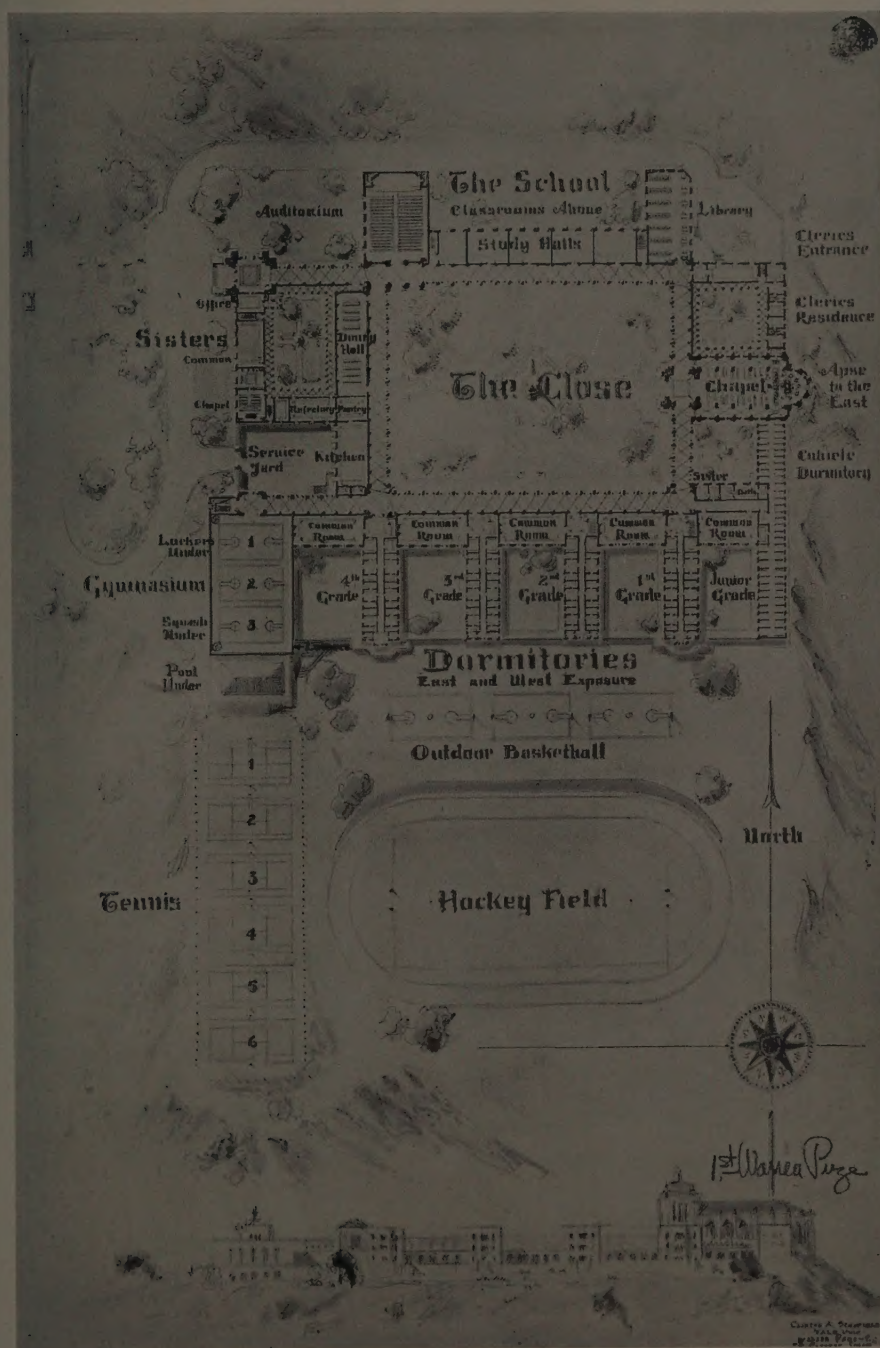 The School
Classrooms Above
Auditorium
Library
Study Halls
Clerics
Entrance
Office
Clerics
Residence
Sisters
Common
Dining
Hall
The Close
Chapel
Apse
to the
East
Chapel
Refectory
Pantry
Service
Yard
Kitchen
Cubicle
Dormitory
Sister
Lockers
Under
1
Common
Room
Common
Room
Common
Room
Common
Room
Common
Room
Gymnasium
2
4th
Grade
3rd
Grade
2nd
Grade
1st
Grade
Junior
Grade
Squash
Under
3
Pool
Under
Dormitories
East and West Exposure
Outdoor Basketball
1
2
3
4
5
6
Tennis
Hockey Field
North
1st